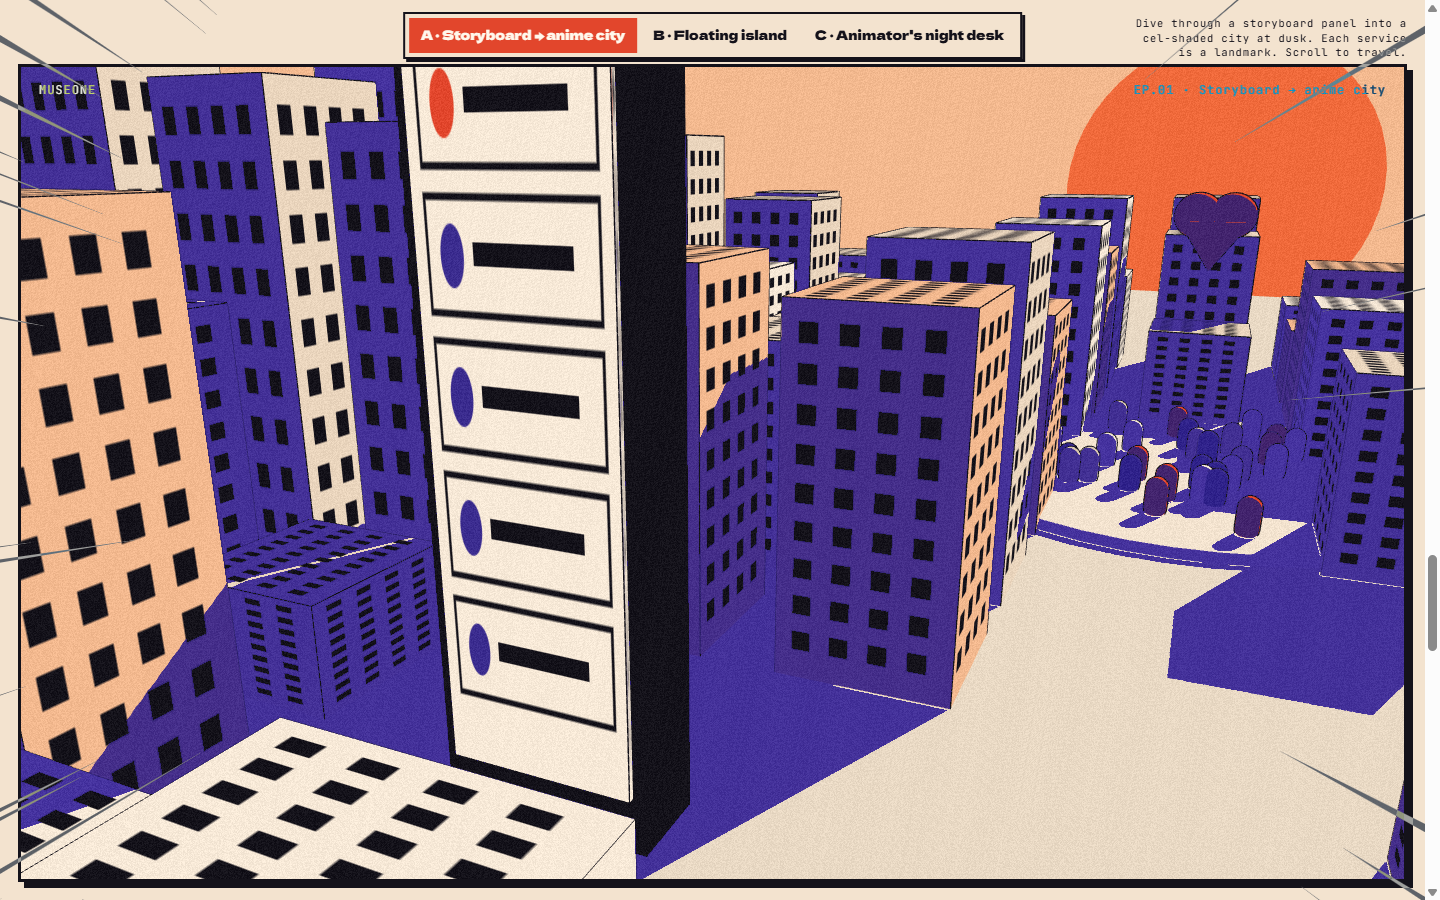 A · Storyboard → anime city
B · Floating island
C · Animator's night desk
Dive through a storyboard panel into a
cel-shaded city at dusk. Each service
is a landmark. Scroll to travel.
MUSEONE
EP.01 · Storyboard → anime city